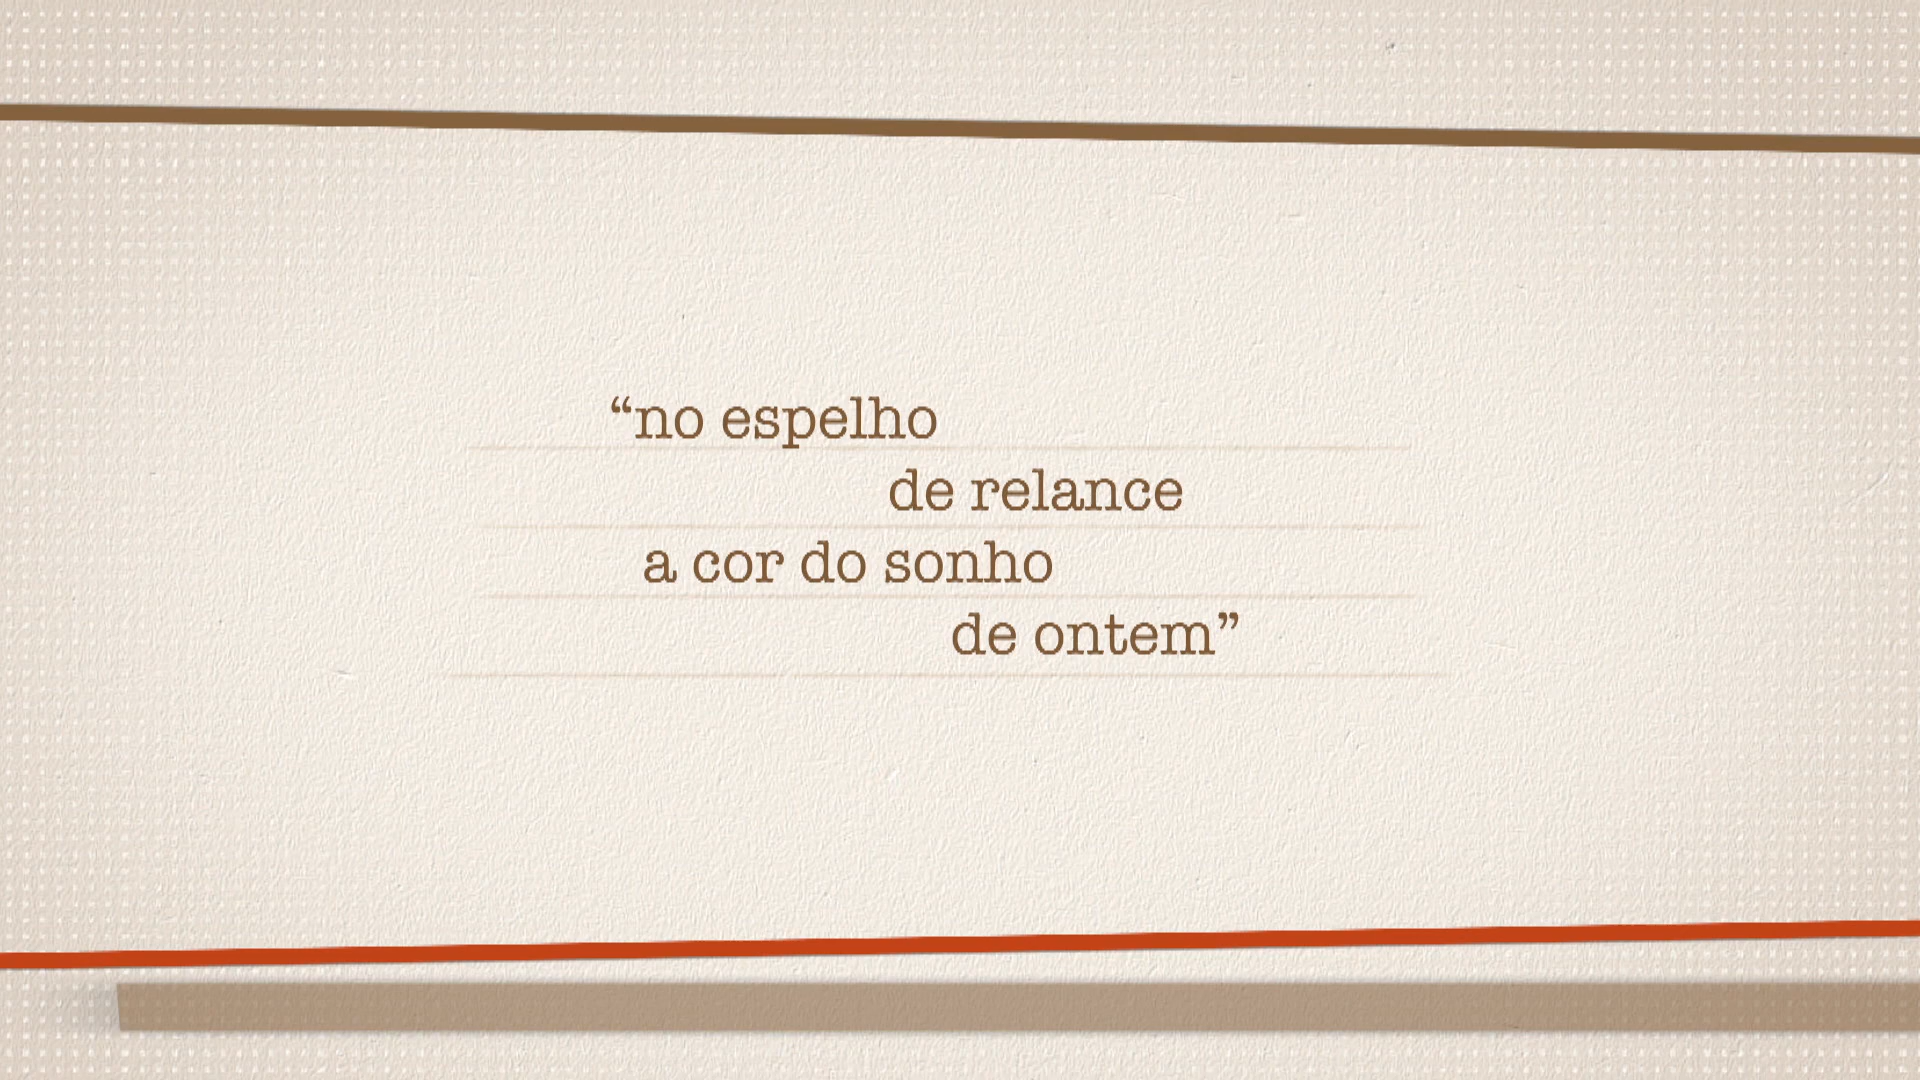 “no espelho
de relance
a cor do sonho
de ontem”